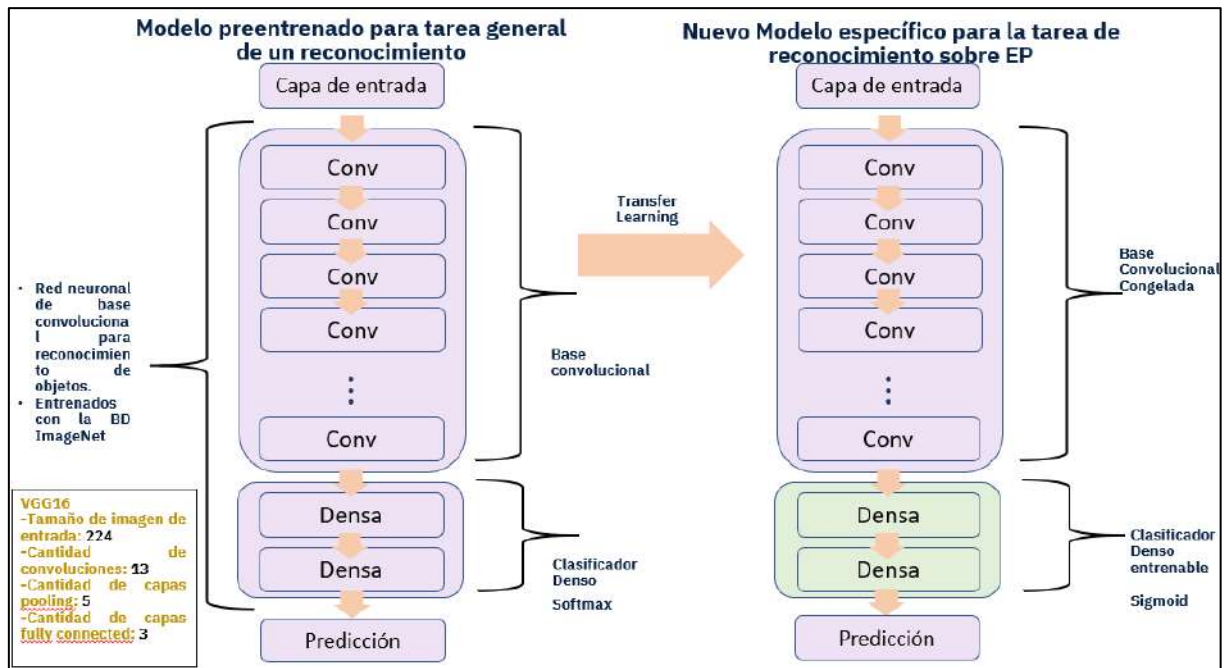 Modelo preentrenado para tarea general
de un reconocimiento
Capa de entrada
Conv
Conv
Conv
Conv
⋮
Conv
Densa
Densa
Predicción
• Red neuronal
de base
convoluciona
l para
reconocimien
to de
objetos.
• Entrenados
con la BD
ImageNet
VGG16
-Tamaño de imagen de
entrada: 224
-Cantidad de
convoluciones: 13
-Cantidad de capas
pooling: 5
-Cantidad de capas
fully connected: 3
Base
convolucional
Clasificador
Denso
Softmax
Transfer
Learning
Nuevo Modelo específico para la tarea de
reconocimiento sobre EP
Capa de entrada
Conv
Conv
Conv
Conv
⋮
Conv
Densa
Densa
Predicción
Base
Convolucional
Congelada
Clasificador
Denso
entrenable
Sigmoid